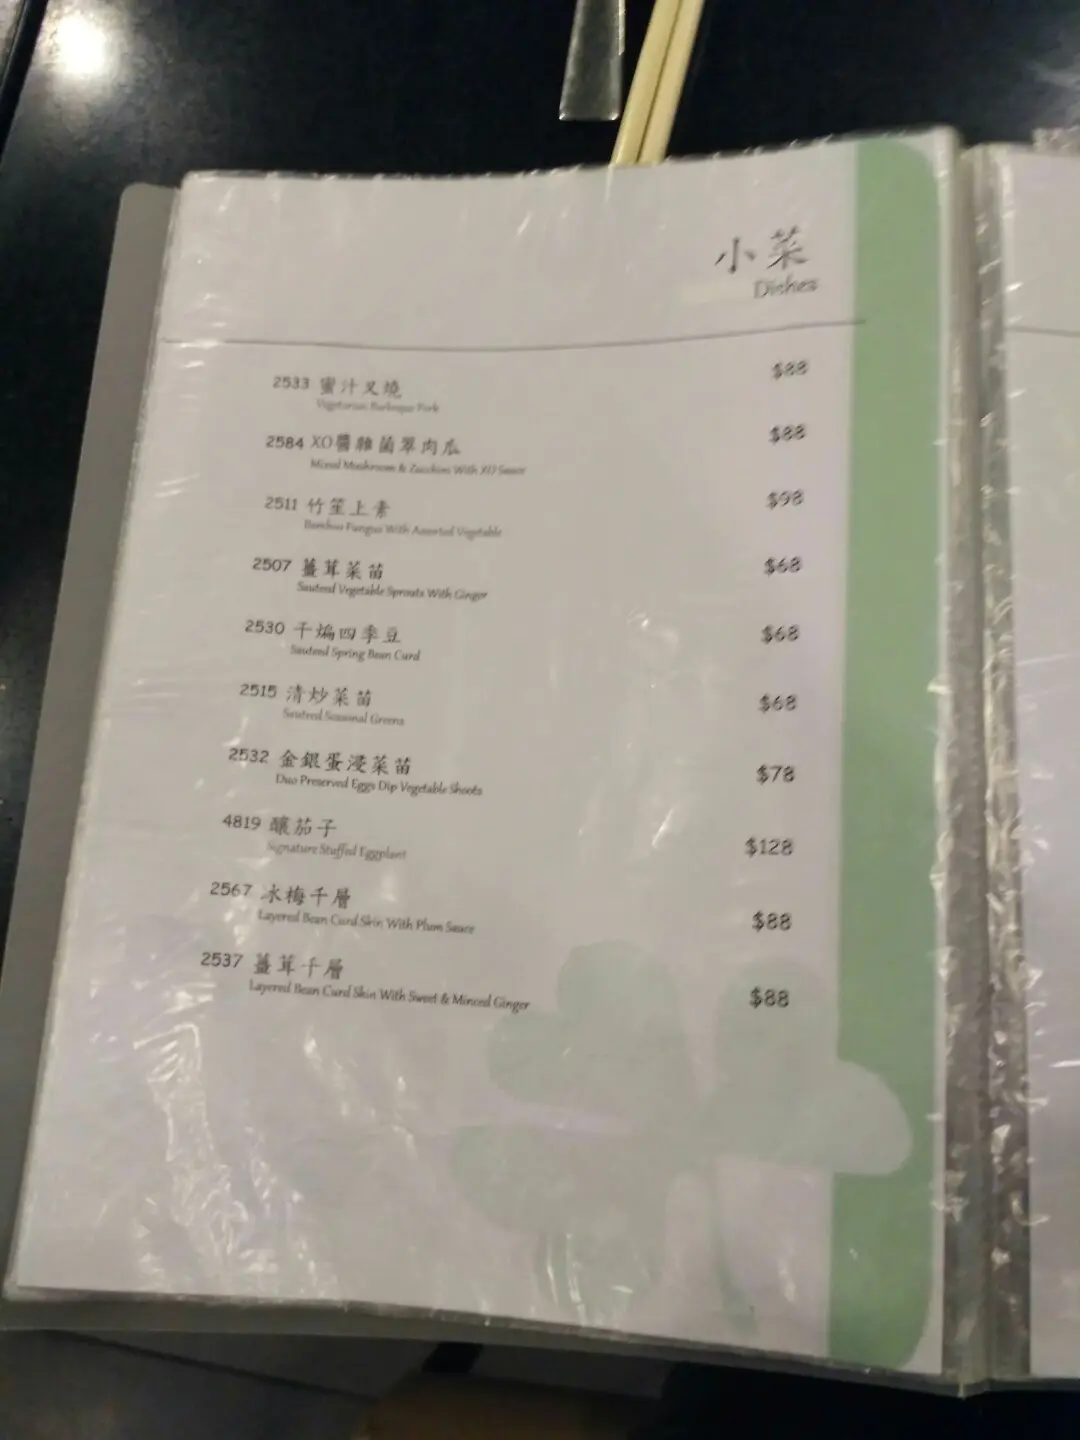 小菜
Dishes
2533 蜜汁叉燒 $88
Vegetarian Barbeque Pork
2584 XO醬雜菌翠肉瓜 $88
Mixed Mushroom & Zucchini With XO Sauce
2511 竹笙上素 $98
Bamboo Fungus With Assorted Vegetable
2507 薑茸菜苗 $68
Sauteed Vegetable Sprouts With Ginger
2530 干煸四季豆 $68
Sauteed Spring Bean Curd
2515 清炒菜苗 $68
Sauteed Seasonal Greens
2532 金銀蛋浸菜苗 $78
Duo Preserved Eggs Dip Vegetable Shoots
4819 釀茄子 $128
Signature Stuffed Eggplant
2567 冰梅千層 $88
Layered Bean Curd Skin With Plum Sauce
2537 薑茸千層 $88
Layered Bean Curd Skin With Sweet & Minced Ginger